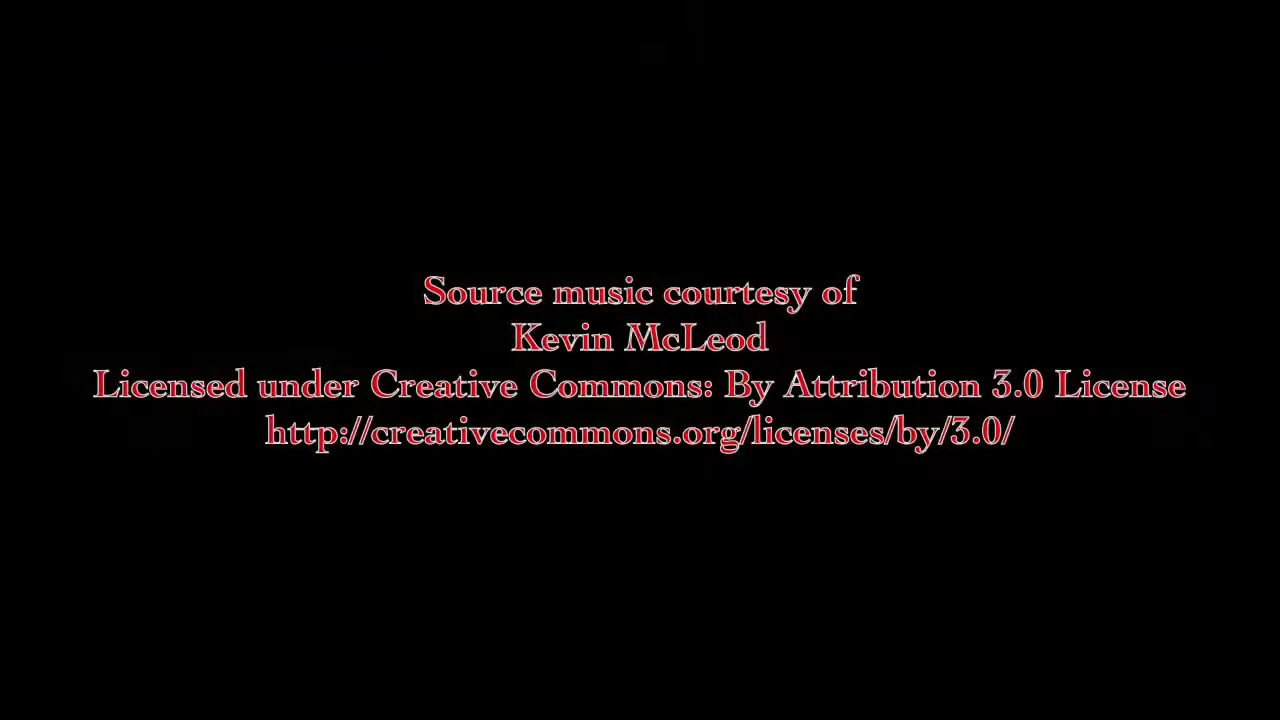 Source music courtesy of
Kevin McLeod
Licensed under Creative Commons: By Attribution 3.0 License
http://creativecommons.org/licenses/by/3.0/